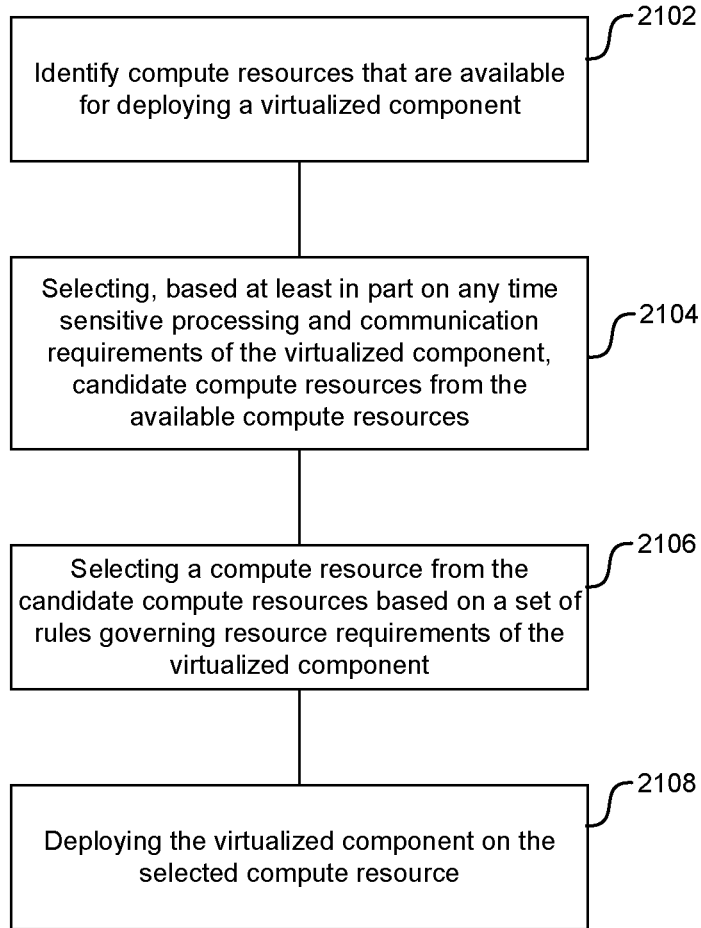 2102
Identify compute resources that are available
for deploying a virtualized component
Selecting, based at least in part on any time
sensitive processing and communication
requirements of the virtualized component,
candidate compute resources from the
available compute resources
2104
2106
Selecting a compute resource from the
candidate compute resources based on a set of
rules governing resource requirements of the
virtualized component
2108
Deploying the virtualized component on the
selected compute resource